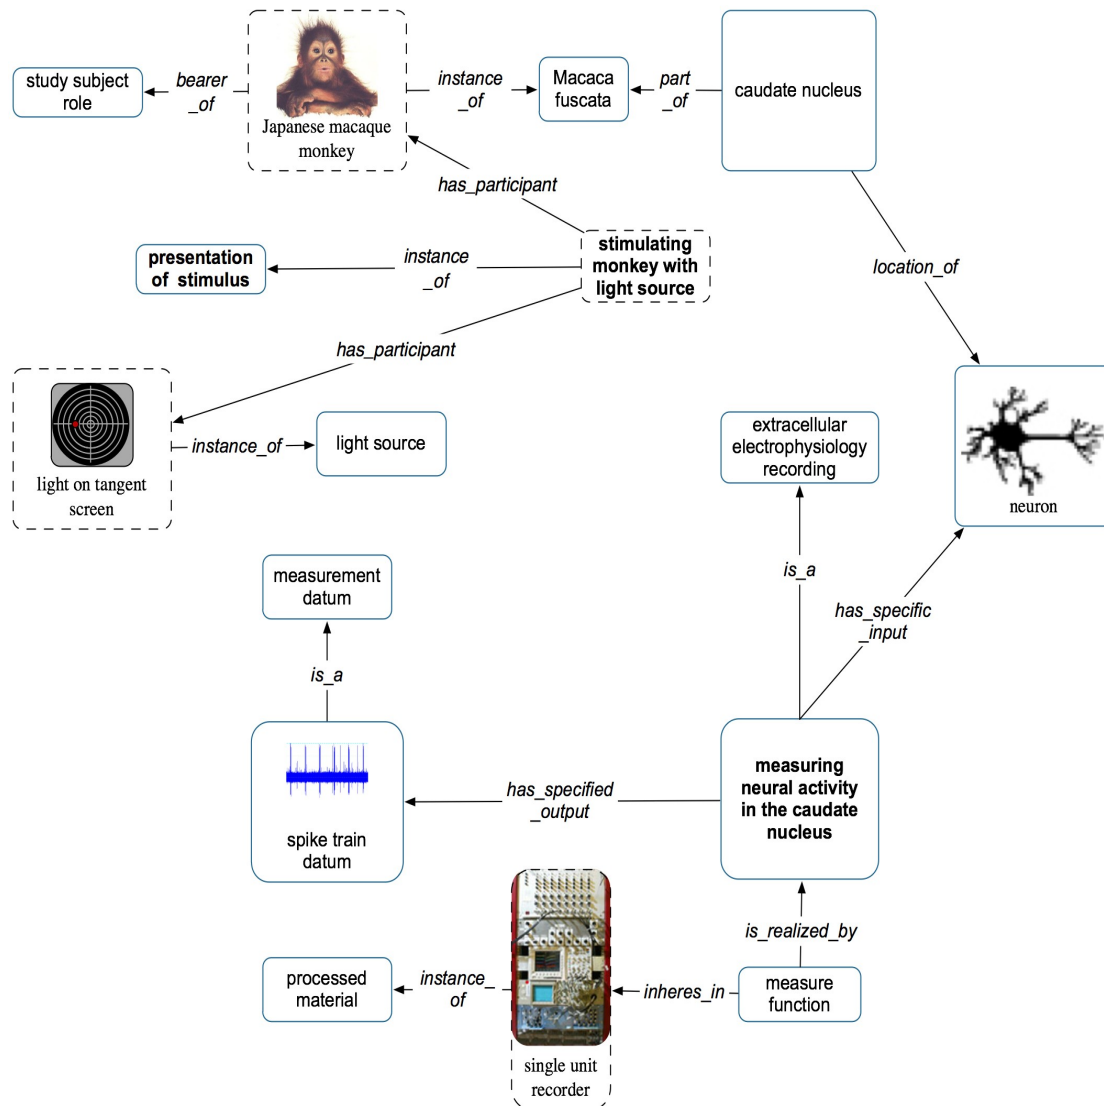 study subject
role
bearer
_of
Japanese macaque
monkey
instance
_of
Macaca
fuscata
part
_of
caudate nucleus
has_participant
presentation
of stimulus
instance
_of
stimulating
monkey with
light source
location_of
has_participant
light on tangent
screen
instance_of
light source
extracellular
electrophysiology
recording
neuron
measurement
datum
is_a
is_a
has_specific
_input
spike train
datum
has_specified
_output
measuring
neural activity
in the caudate
nucleus
is_realized_by
processed
material
instance_
of
single unit
recorder
inheres_in
measure
function